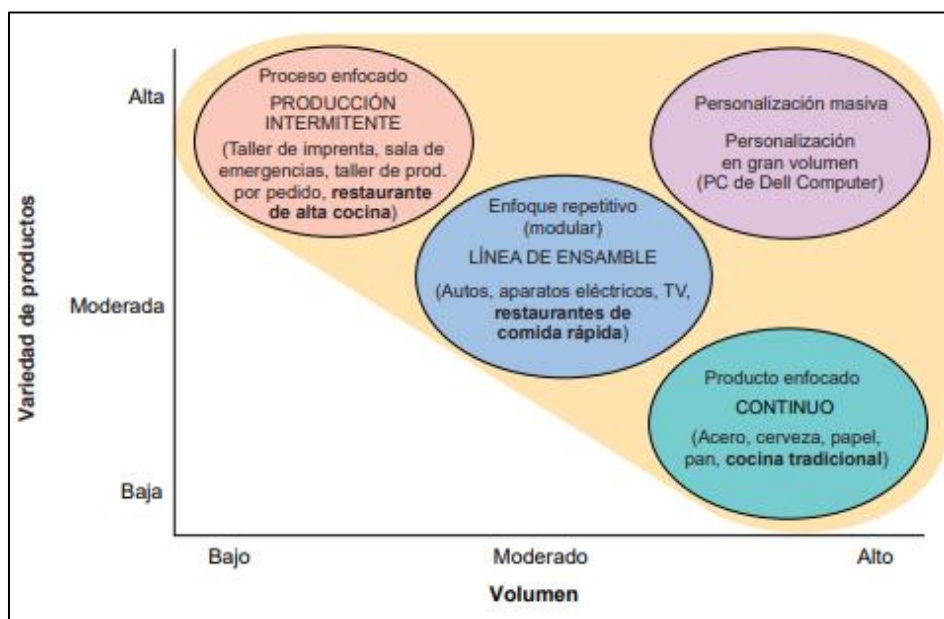 Variedad de productos
Alta
Moderada
Baja
Proceso enfocado
PRODUCCIÓN
INTERMITENTE
(Taller de imprenta, sala de
emergencias, taller de prod.
por pedido, restaurante
de alta cocina)
Personalización masiva
Personalización
en gran volumen
(PC de Dell Computer)
Enfoque repetitivo
(modular)
LÍNEA DE ENSAMBLE
(Autos, aparatos eléctricos, TV,
restaurantes de
comida rápida)
Producto enfocado
CONTINUO
(Acero, cerveza, papel,
pan, cocina tradicional)
Bajo
Moderado
Alto
Volumen